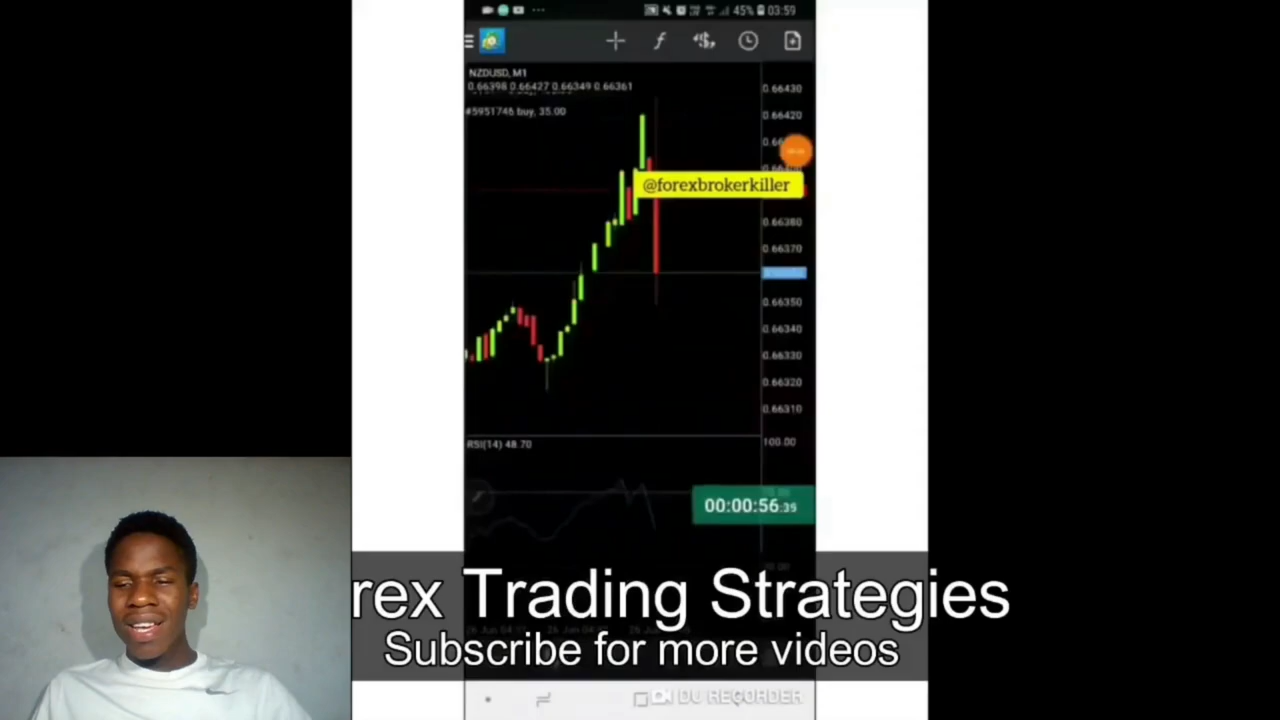 45% 03:59
NZDUSD, M1
0.66398 0.66427 0.66349 0.66361
#5951746 buy, 35.00
0.66430
0.66420
@forexbrokerkiller
0.66380
0.66370
0.66350
0.66340
0.66330
0.66320
0.66310
RSI(14) 48.70
100.00
00:00:56:39
rex Trading Strategies
Subscribe for more videos
DU RECORDER